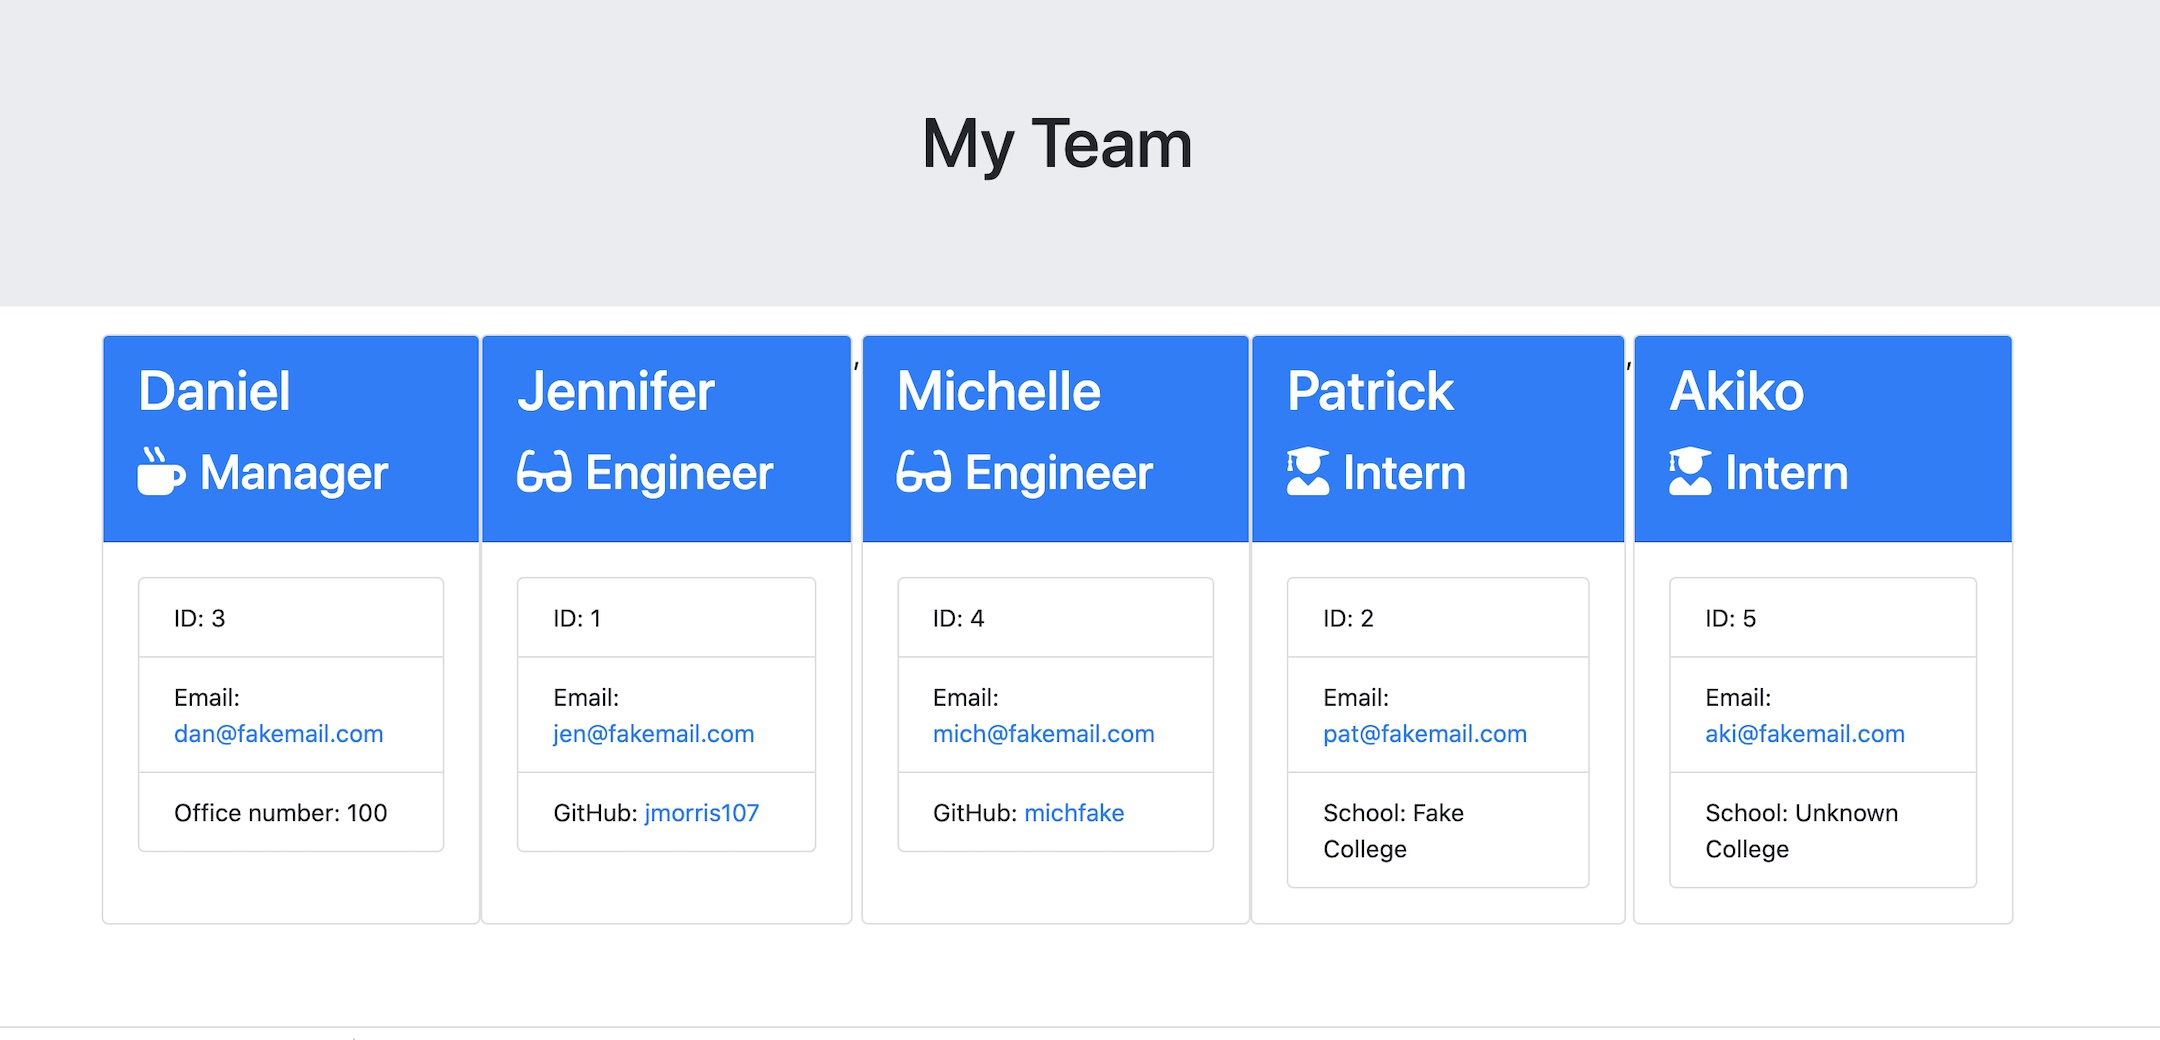 My Team
Daniel
Manager
ID: 3
Email:
dan@fakemail.com
Office number: 100
Jennifer
Engineer
ID: 1
Email:
jen@fakemail.com
GitHub: jmorris107
,
Michelle
Engineer
ID: 4
Email:
mich@fakemail.com
GitHub: michfake
Patrick
Intern
ID: 2
Email:
pat@fakemail.com
School: Fake
College
,
Akiko
Intern
ID: 5
Email:
aki@fakemail.com
School: Unknown
College